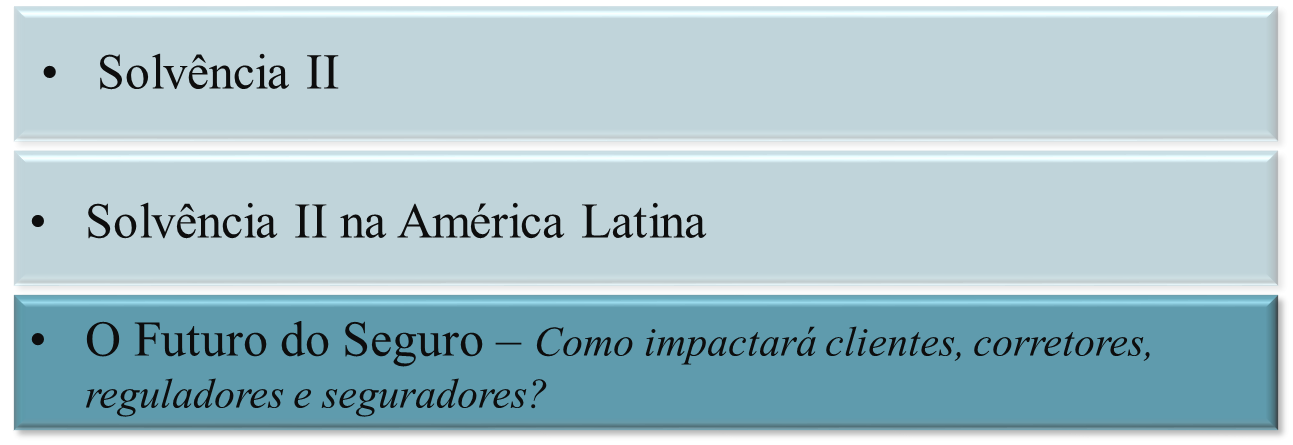 • Solvência II
• Solvência II na América Latina
• O Futuro do Seguro – Como impactará clientes, corretores,
reguladores e seguradores?